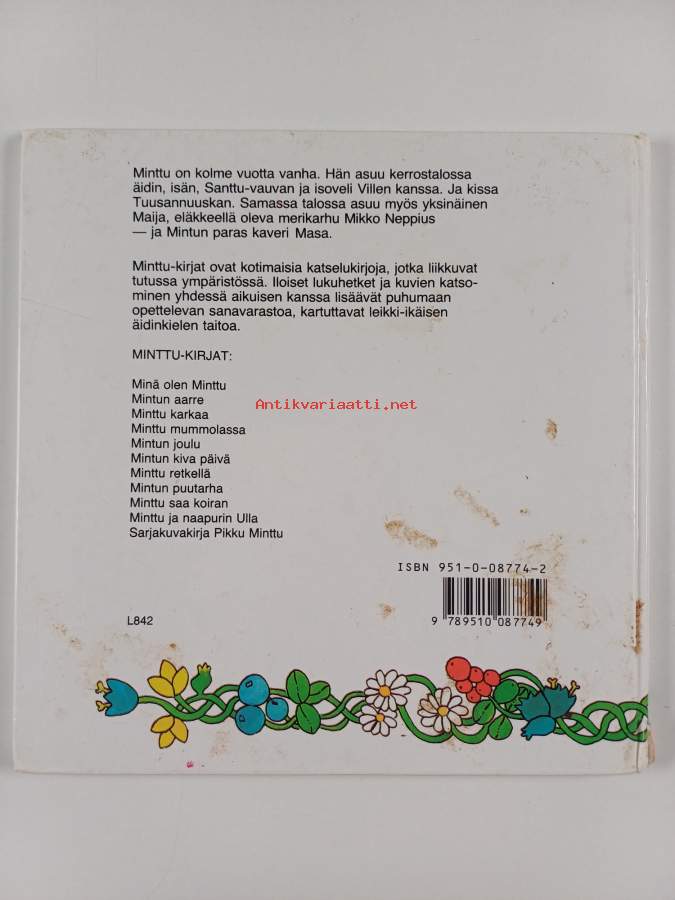 Minttu on kolme vuotta vanha. Hän asuu kerrostalossa
äidin, isän, Santtu-vauvan ja isoveli Villen kanssa. Ja kissa
Tuusannuuskan. Samassa talossa asuu myös yksinäinen
Maija, eläkkeellä oleva merikarhu Mikko Neppius
— ja Mintun paras kaveri Masa.
Minttu-kirjat ovat kotimaisia katselukirjoja, jotka liikkuvat
tutussa ympäristössä. Iloiset lukuhetket ja kuvien katso-
minen yhdessä aikuisen kanssa lisäävät puhumaan
opettelevan sanavarastoa, kartuttavat leikki-ikäisen
äidinkielen taitoa.
MINTTU-KIRJAT:
Minä olen Minttu
Mintun aarre
Minttu karkaa
Minttu mummolassa
Mintun joulu
Mintun kiva päivä
Minttu retkellä
Mintun puutarha
Minttu saa koiran
Minttu ja naapurin Ulla
Sarjakuvakirja Pikku Minttu
Antikvariaatti.net
ISBN 951-0-08774-2
9 789510 087749
L842